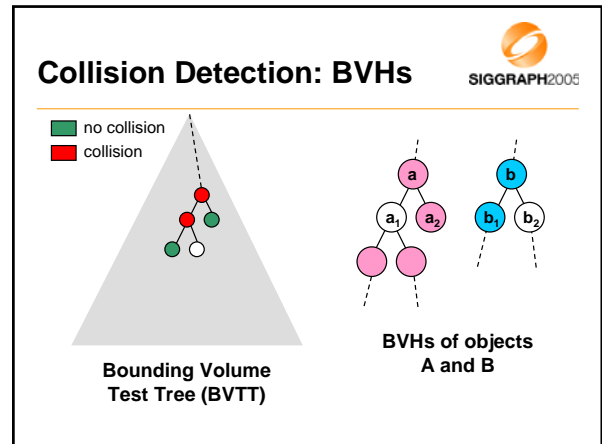 Collision Detection: BVHs
SIGGRAPH2005
no collision
collision
a
b
a1
a2
b1
b2
Bounding Volume
Test Tree (BVTT)
BVHs of objects
A and B